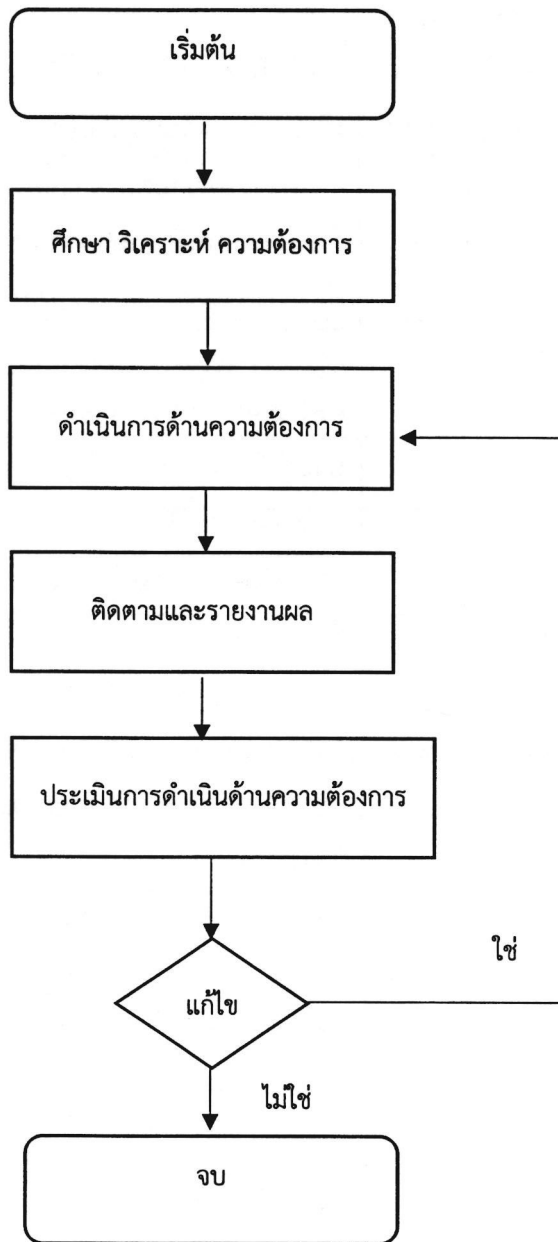 เริ่มต้น
ศึกษา วิเคราะห์ ความต้องการ
ดำเนินการด้านความต้องการ
ติดตามและรายงานผล
ประเมินการดำเนินด้านความต้องการ
แก้ไข
ใช่
ไม่ใช่
จบ